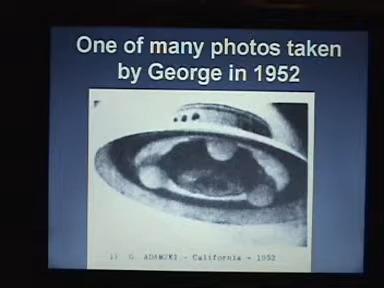 One of many photos taken
by George in 1952
G. ADAMSKI - California - 1952